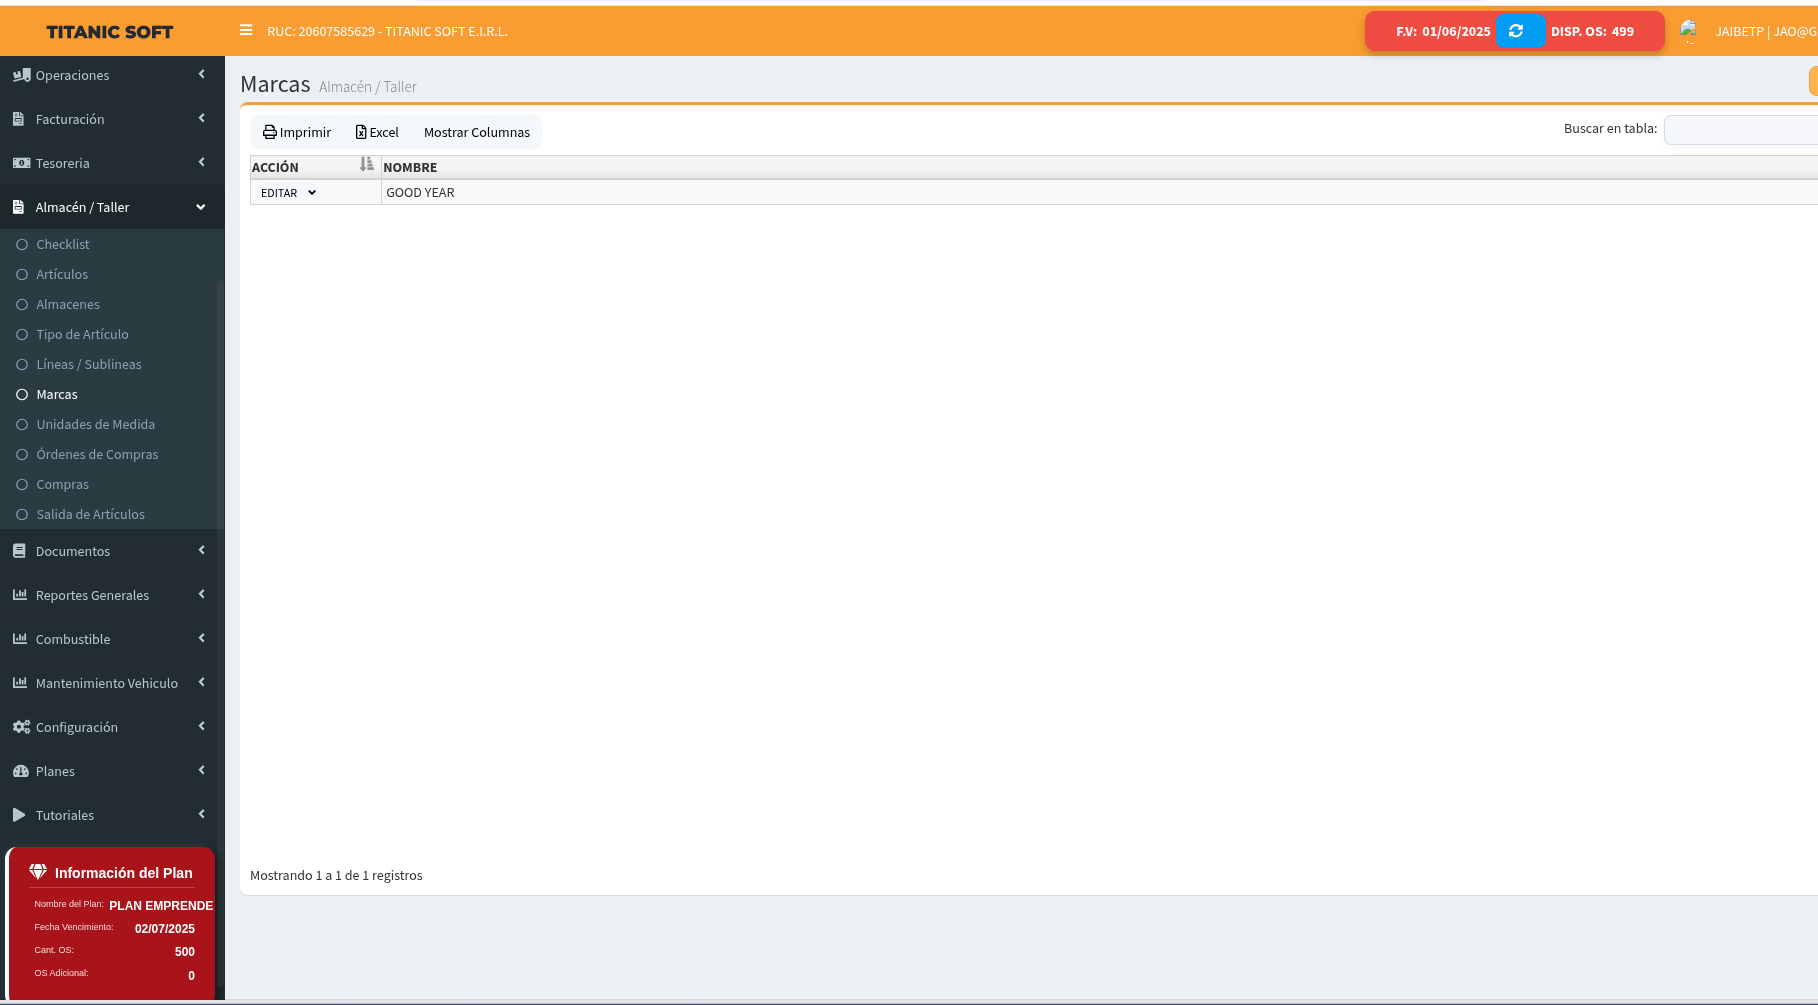 TITANIC SOFT
RUC: 20607585629 - TITANIC SOFT E.I.R.L.
F.V: 01/06/2025 DISP. OS: 499
JAIBETP | JAO@G
Operaciones
Facturación
Tesoreria
Almacén / Taller
Checklist
Artículos
Almacenes
Tipo de Artículo
Líneas / Sublineas
Marcas
Unidades de Medida
Órdenes de Compras
Compras
Salida de Artículos
Documentos
Reportes Generales
Combustible
Mantenimiento Vehiculo
Configuración
Planes
Tutoriales
Información del Plan
Nombre del Plan: PLAN EMPRENDE
Fecha Vencimiento: 02/07/2025
Cant. OS: 500
OS Adicional: 0
Marcas Almacén / Taller
Imprimir Excel Mostrar Columnas
Buscar en tabla:
ACCIÓN NOMBRE
EDITAR GOOD YEAR
Mostrando 1 a 1 de 1 registros